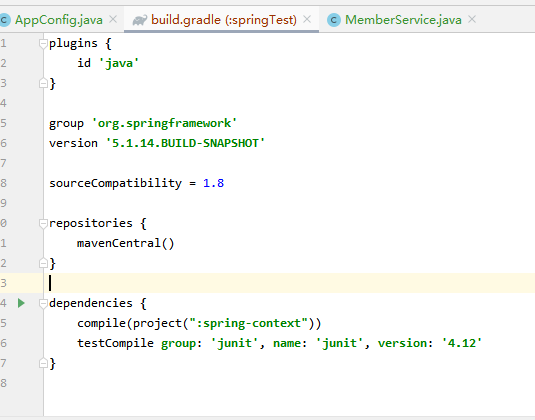 AppConfig.java × build.gradle (:springTest) × MemberService.java ×
1 plugins {
2     id 'java'
3 }
4
5 group 'org.springframework'
6 version '5.1.14.BUILD-SNAPSHOT'
7
8 sourceCompatibility = 1.8
9
0 repositories {
1     mavenCentral()
2 }
3
4 dependencies {
5     compile(project(":spring-context"))
6     testCompile group: 'junit', name: 'junit', version: '4.12'
7 }
8